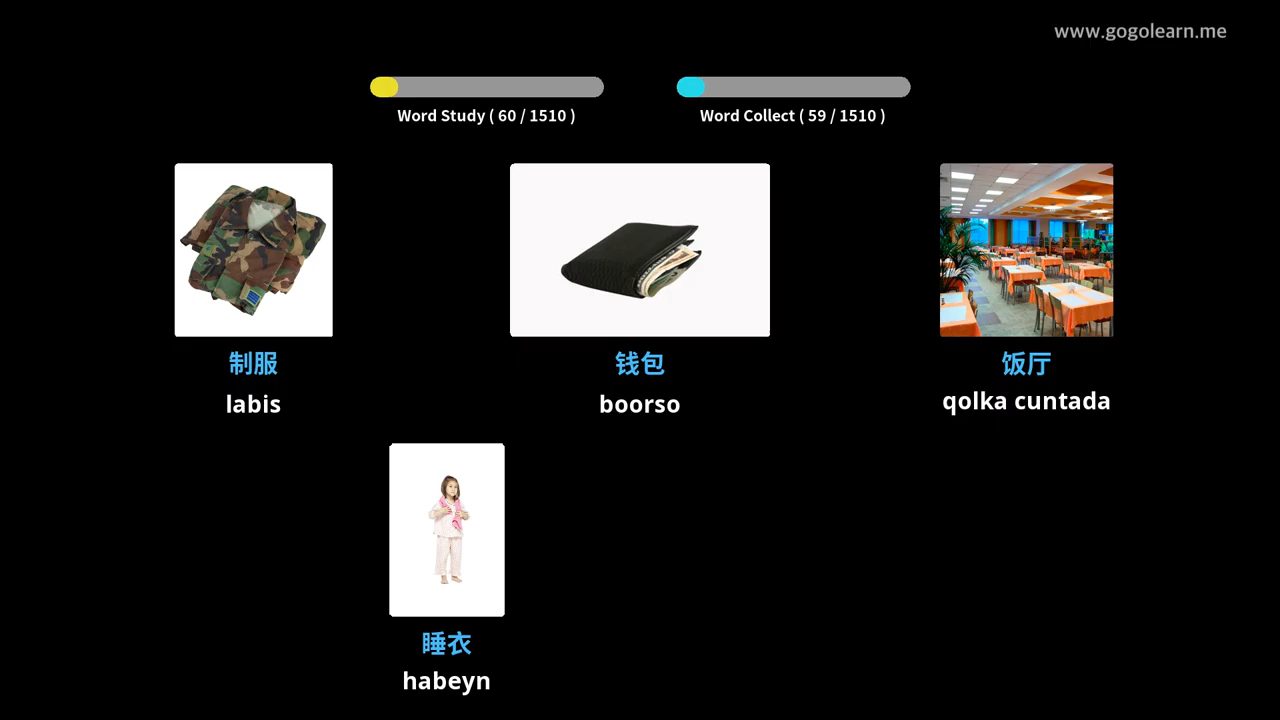 www.gogolearn.me
Word Study ( 60 / 1510 )
Word Collect ( 59 / 1510 )
制服
labis
钱包
boorso
饭厅
qolka cuntada
睡衣
habeyn